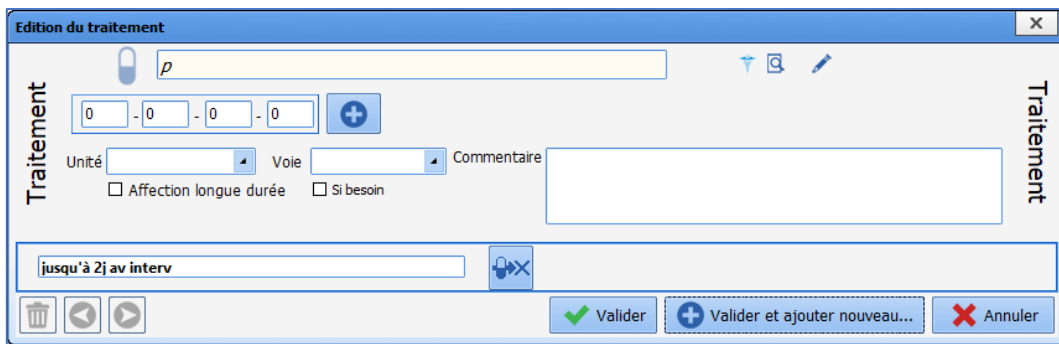 Edition du traitement
Traitement
p
0 - 0 - 0 - 0
Unité Voie Commentaire
Affection longue durée Si besoin
Traitement
jusqu'à 2j av interv
Valider Valider et ajouter nouveau... Annuler